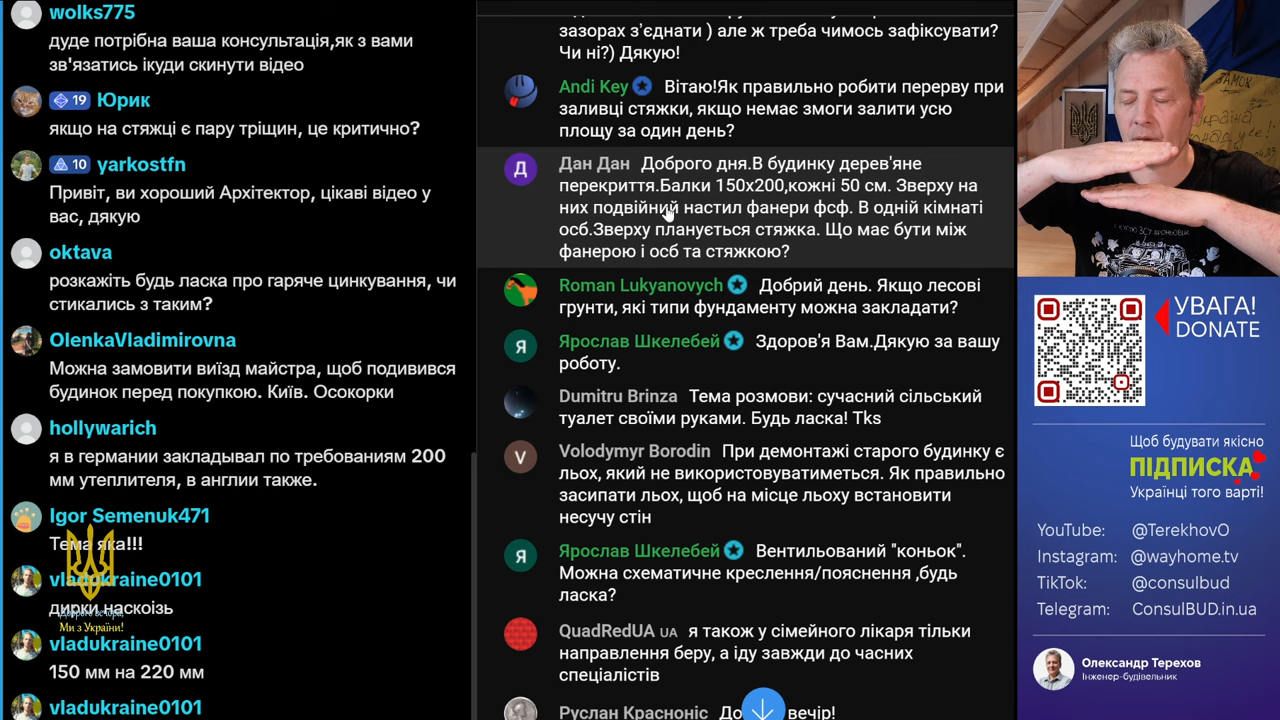 wolks775
дуде потрібна ваша консультація,як з вами
зв'язатись ікуди скинути відео
19 Юрик
якщо на стяжці є пару тріщин, це критично?
10 yarkostfn
Привіт, ви хороший Архітектор, цікаві відео у
вас, дякую
oktava
розкажіть будь ласка про гаряче цинкування, чи
стикались з таким?
OlenkaVladimirovna
Можна замовити виїзд майстра, щоб подивився
будинок перед покупкою. Київ. Осокорки
hollywarich
я в германии закладывал по требованиям 200
мм утеплителя, в англии также.
Igor Semenuk471
Тема яка!!!
vladukraine0101
дирки наскоізь
Доброго вечора,
Ми з України!
vladukraine0101
150 мм на 220 мм
vladukraine0101
зазорах з’єднати ) але ж треба чимось зафіксувати?
Чи ні?) Дякую!
Andi Key Вітаю!Як правильно робити перерву при
заливці стяжки, якщо немає змоги залити усю
площу за один день?
Д
Дан Дан Доброго дня.В будинку дерев'яне
перекриття.Балки 150х200,кожні 50 см. Зверху на
них подвійний настил фанери фсф. В одній кімнаті
осб.Зверху планується стяжка. Що має бути між
фанерою і осб та стяжкою?
Roman Lukyanovych Добрий день. Якщо лесові
грунти, які типи фундаменту можна закладати?
Я
Ярослав Шкелебей Здоров'я Вам.Дякую за вашу
роботу.
Dumitru Brinza Тема розмови: сучасний сільський
туалет своїми руками. Будь ласка! Tks
V
Volodymyr Borodin При демонтажі старого будинку є
льох, який не використовуватиметься. Як правильно
засипати льох, щоб на місце льоху встановити
несучу стін
Я
Ярослав Шкелебей Вентильований "коньок".
Можна схематичне креслення/пояснення ,будь
ласка?
QuadRedUA UA я також у сімейного лікаря тільки
направлення беру, а іду завжди до часних
спеціалістів
Руслан Красноніс вечір!
УВАГА!
DONATE
Щоб будувати якісно
ПІДПИСКА
Українці того варті!
YouTube: @TerekhovO
Instagram: @wayhome.tv
TikTok: @consulbud
Telegram: ConsulBUD.in.ua
Олександр Терехов
Інженер-будівельник